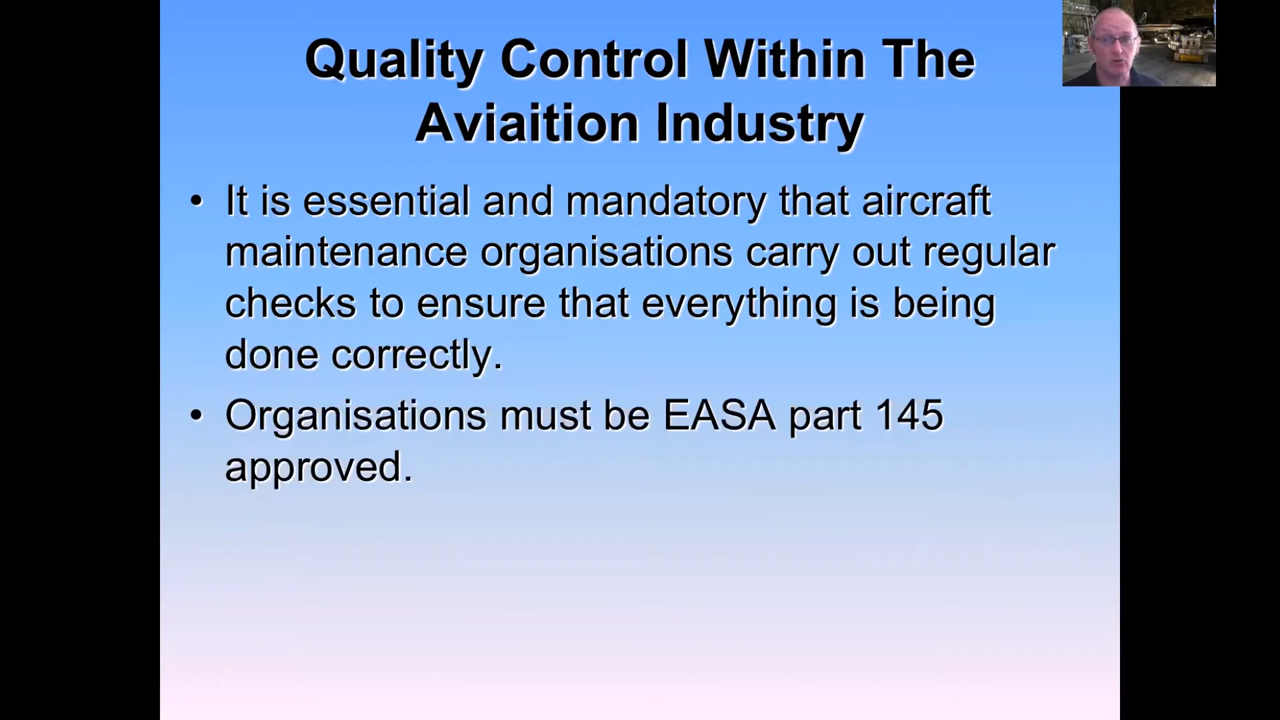 Quality Control Within The
Aviaition Industry
• It is essential and mandatory that aircraft
maintenance organisations carry out regular
checks to ensure that everything is being
done correctly.
• Organisations must be EASA part 145
approved.